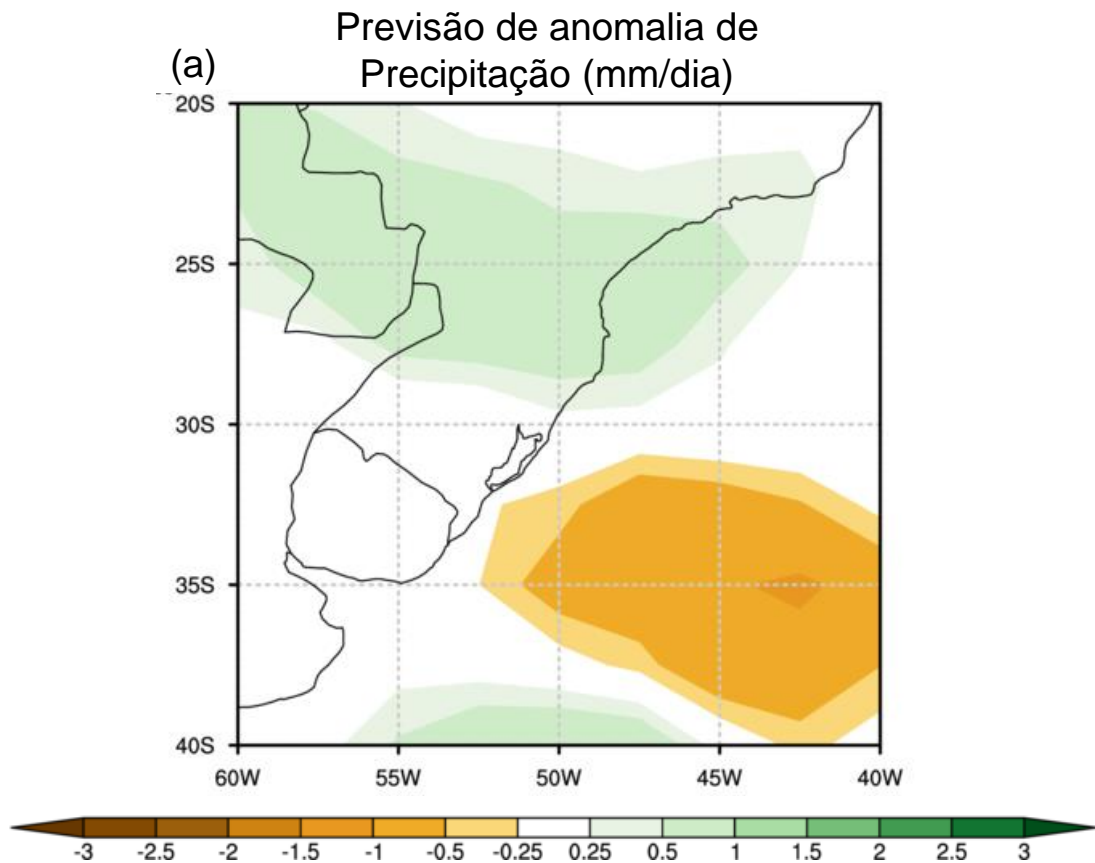 Previsão de anomalia de
(a) Precipitação (mm/dia)
20S
25S
30S
35S
40S
60W 55W 50W 45W 40W
-3 -2.5 -2 -1.5 -1 -0.5 -0.25 0.25 0.5 1 1.5 2 2.5 3